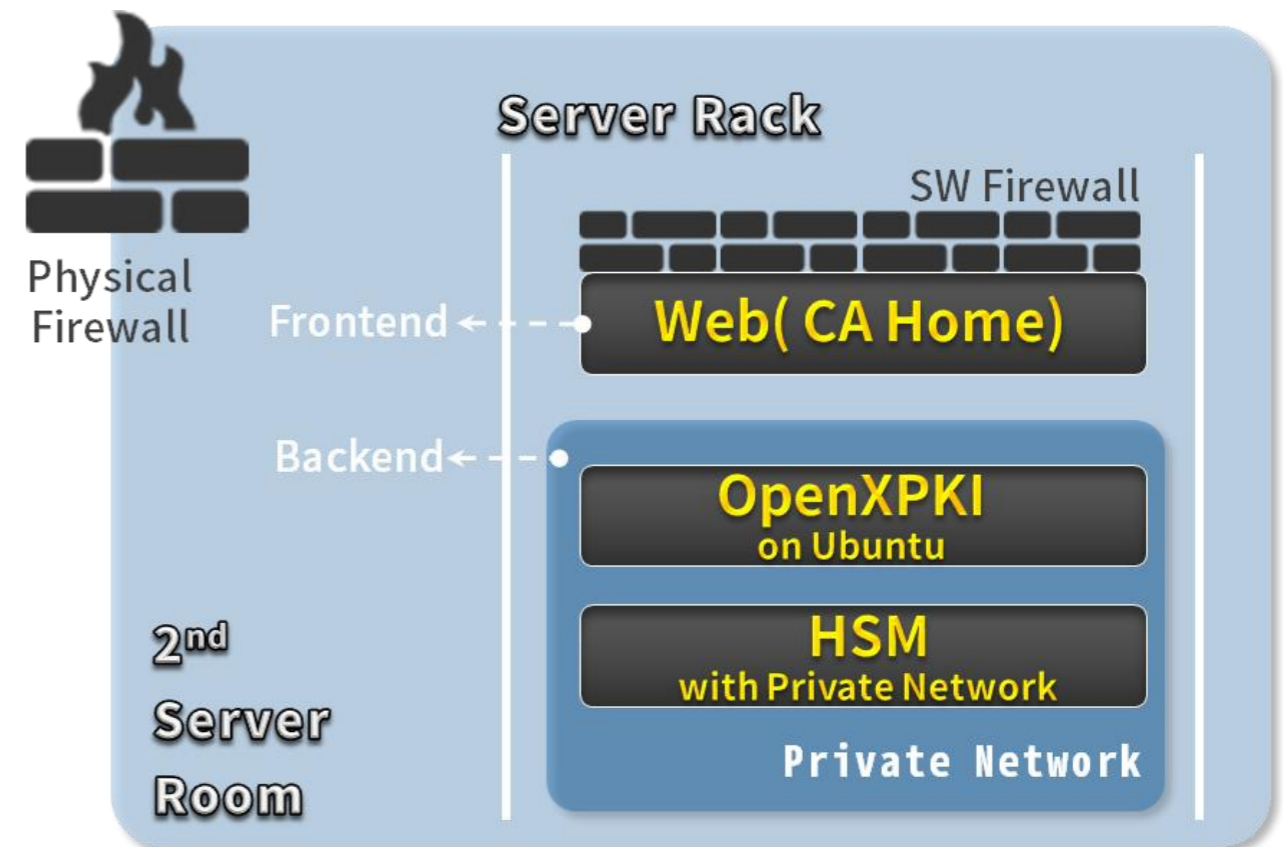 Server Rack
SW Firewall
Physical
Firewall
Frontend
Web( CA Home)
Backend
OpenXPKI
on Ubuntu
HSM
with Private Network
Private Network
2nd
Server
Room